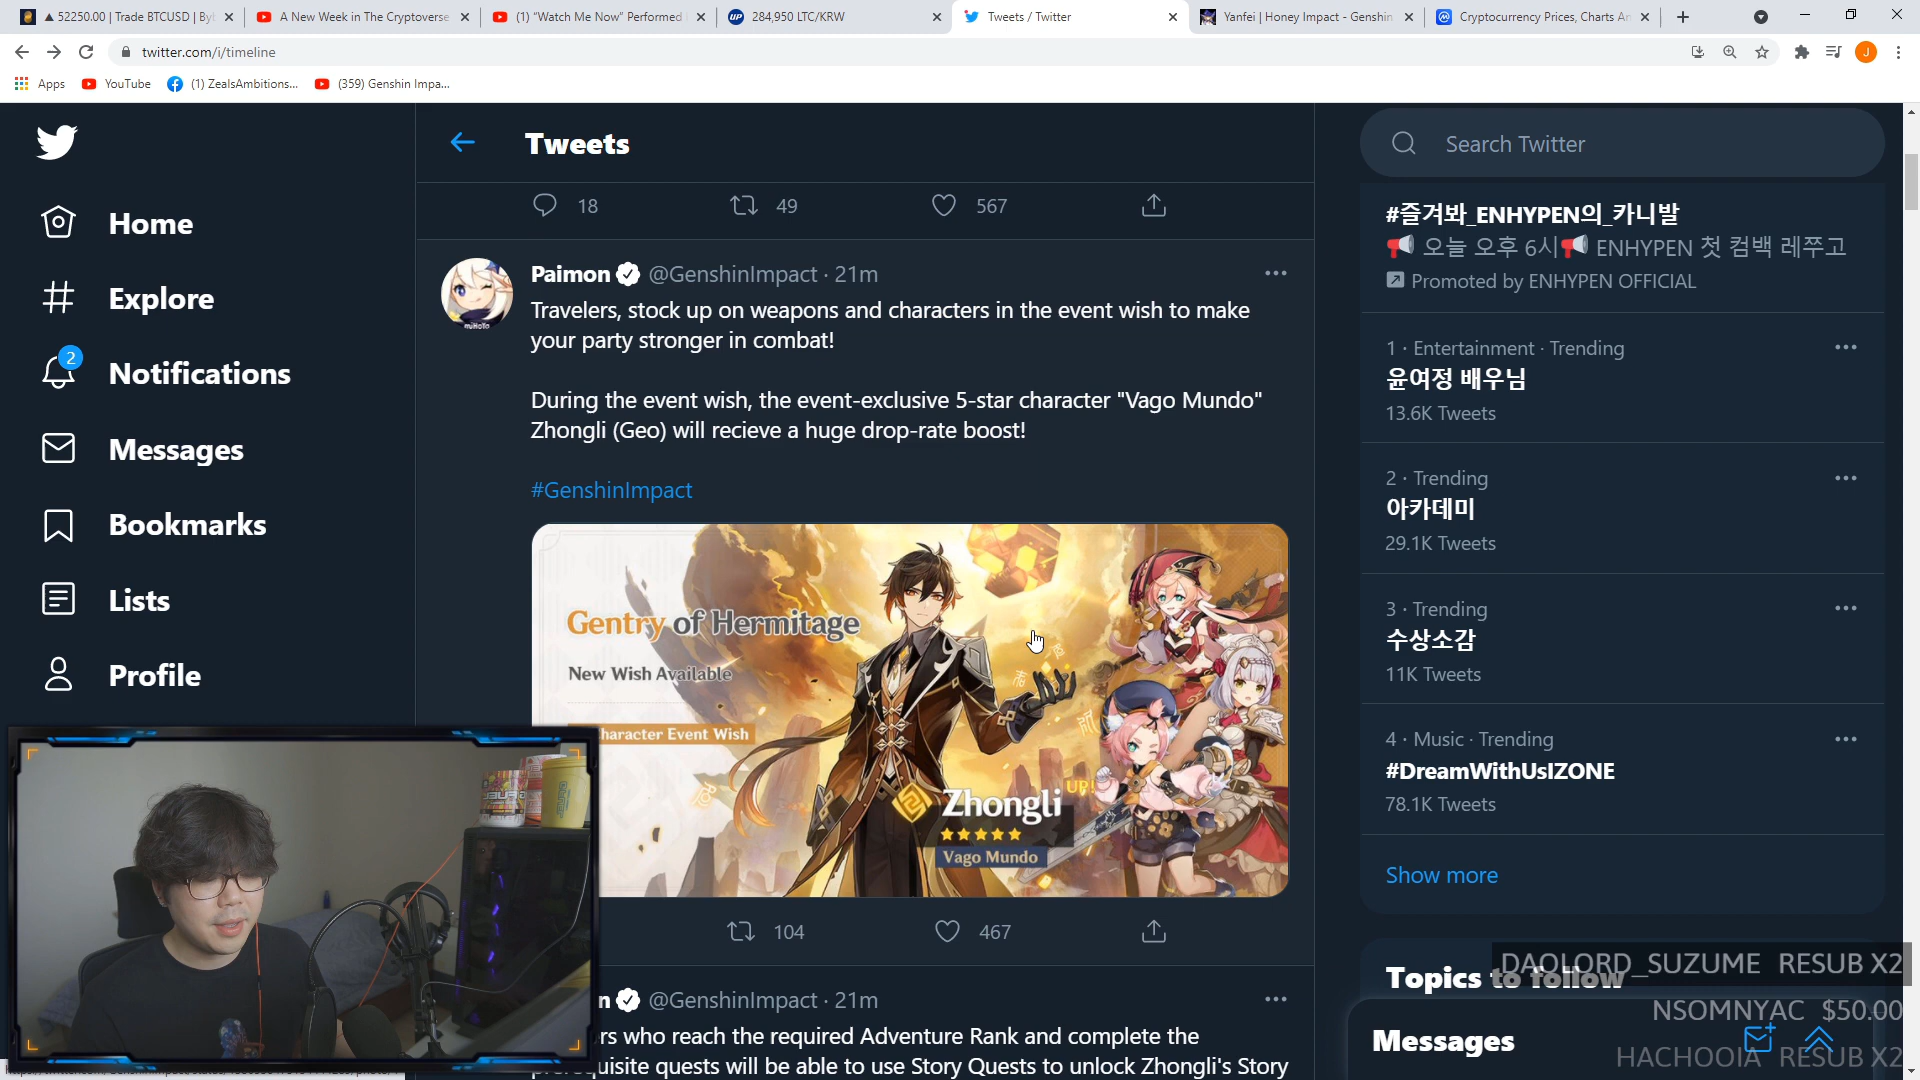 ▲ 52250.00 | Trade BTCUSD | Byb
A New Week in The Cryptoverse
(1) "Watch Me Now" Performed
284,950 LTC/KRW
Tweets / Twitter
Yanfei | Honey Impact - Genshin
Cryptocurrency Prices, Charts An
twitter.com/i/timeline
J
Apps
YouTube
(1) ZealsAmbitions...
(359) Genshin Impa...
Home
Explore
2
Notifications
Messages
Bookmarks
Lists
Profile
Tweets
18
49
567
Paimon @GenshinImpact · 21m
Travelers, stock up on weapons and characters in the event wish to make
your party stronger in combat!
During the event wish, the event-exclusive 5-star character "Vago Mundo"
Zhongli (Geo) will recieve a huge drop-rate boost!
#GenshinImpact
miHoYo
Gentry of Hermitage
New Wish Available
haracter Event Wish
UP!
Zhongli
Vago Mundo
104
467
n @GenshinImpact · 21m
rs who reach the required Adventure Rank and complete the
quisite quests will be able to use Story Quests to unlock Zhongli's Story
Search Twitter
#즐겨봐_ENHYPEN의_카니발
오늘 오후 6시 ENHYPEN 첫 컴백 레쭈고
Promoted by ENHYPEN OFFICIAL
1 · Entertainment · Trending
윤여정 배우님
13.6K Tweets
2 · Trending
아카데미
29.1K Tweets
3 · Trending
수상소감
11K Tweets
4 · Music · Trending
#DreamWithUsIZONE
78.1K Tweets
Show more
Topics to follow
DAOLORD_SUZUME RESUB X2
NSOMNYAC $50.00
Messages
HACHOOIA RESUB X2